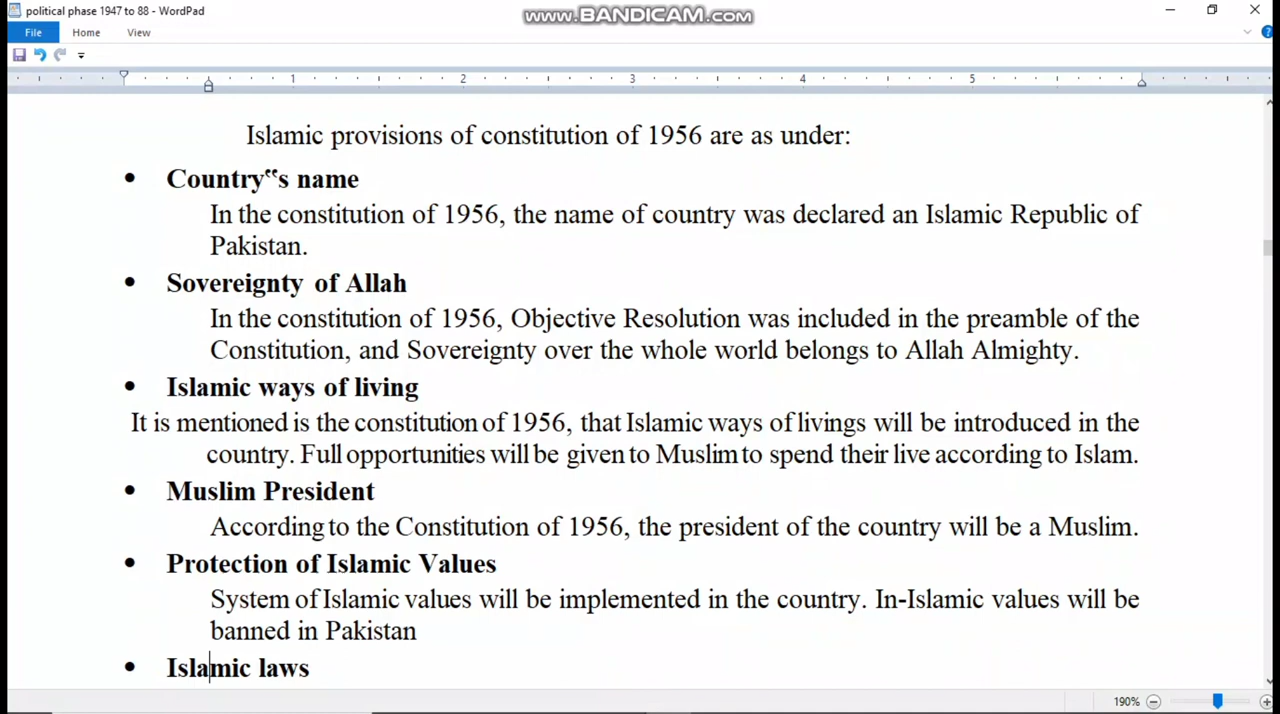 political phase 1947 to 88 - WordPad
www.BANDICAM.com
File Home View
1 2 3 4 5
Islamic provisions of constitution of 1956 are as under:
• Country‟s name
In the constitution of 1956, the name of country was declared an Islamic Republic of
Pakistan.
• Sovereignty of Allah
In the constitution of 1956, Objective Resolution was included in the preamble of the
Constitution, and Sovereignty over the whole world belongs to Allah Almighty.
• Islamic ways of living
It is mentioned is the constitution of 1956, that Islamic ways of livings will be introduced in the
country. Full opportunities will be given to Muslim to spend their live according to Islam.
• Muslim President
According to the Constitution of 1956, the president of the country will be a Muslim.
• Protection of Islamic Values
System of Islamic values will be implemented in the country. In-Islamic values will be
banned in Pakistan
• Islamic laws
190%